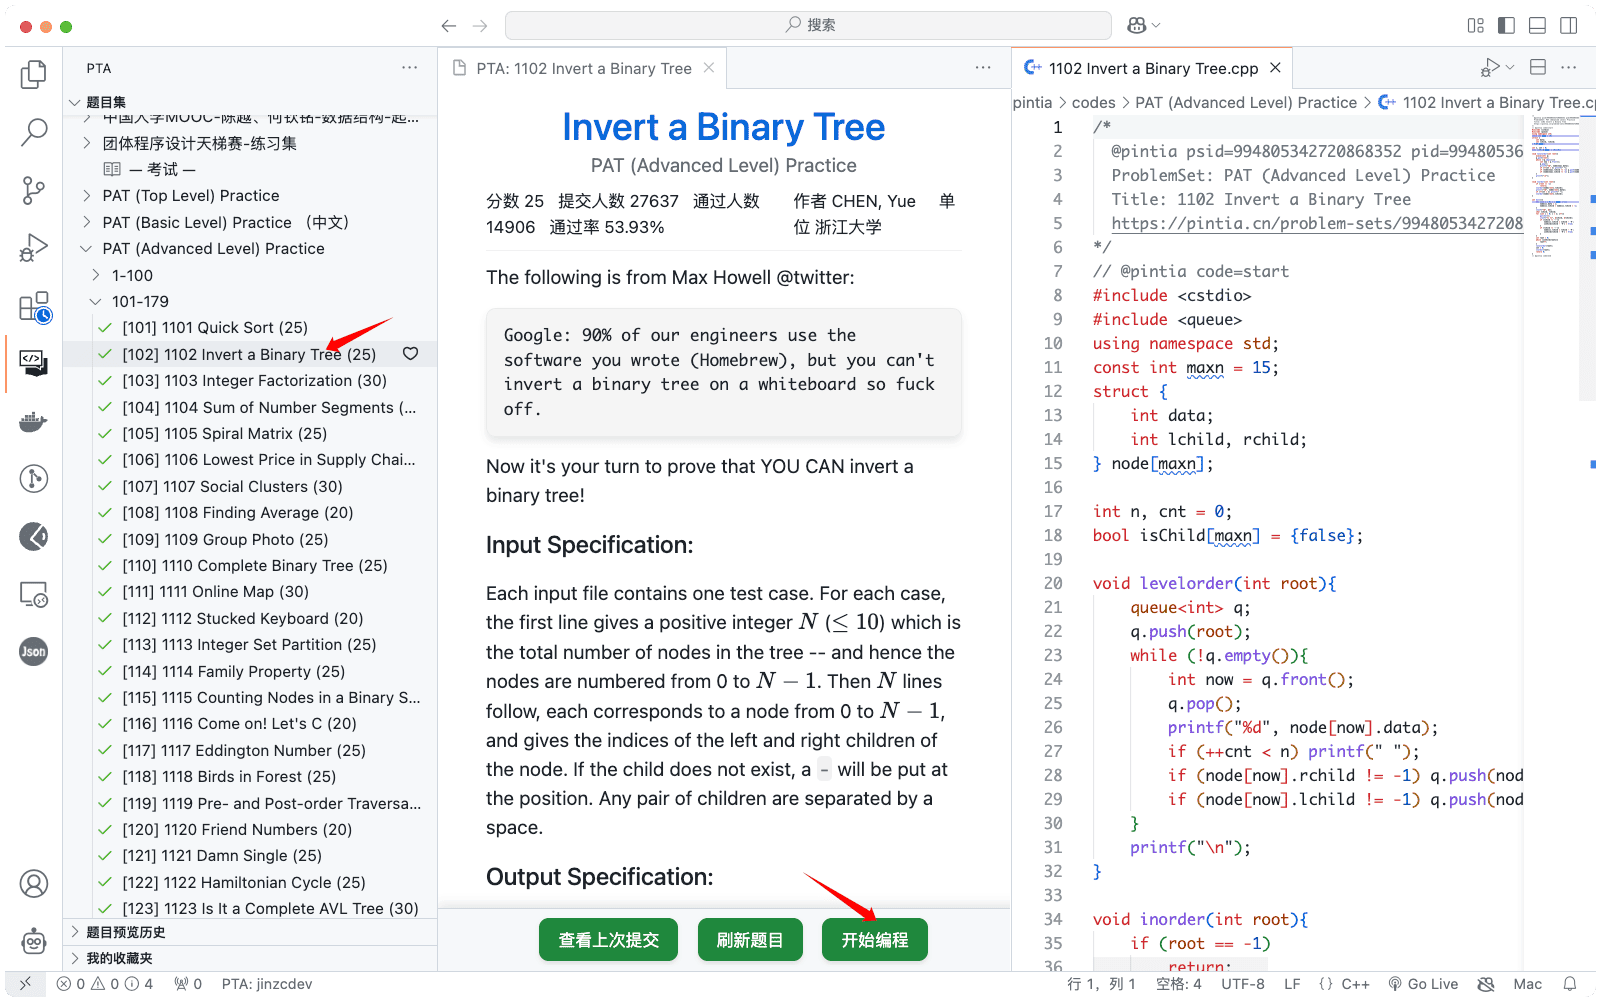 搜索
PTA
题目集
团体程序设计天梯赛-练习集
— 考试 —
PAT (Top Level) Practice
PAT (Basic Level) Practice （中文）
PAT (Advanced Level) Practice
1-100
101-179
[101] 1101 Quick Sort (25)
[102] 1102 Invert a Binary Tree (25)
[103] 1103 Integer Factorization (30)
[104] 1104 Sum of Number Segments (...
[105] 1105 Spiral Matrix (25)
[106] 1106 Lowest Price in Supply Chai...
[107] 1107 Social Clusters (30)
[108] 1108 Finding Average (20)
[109] 1109 Group Photo (25)
[110] 1110 Complete Binary Tree (25)
[111] 1111 Online Map (30)
[112] 1112 Stucked Keyboard (20)
[113] 1113 Integer Set Partition (25)
[114] 1114 Family Property (25)
[115] 1115 Counting Nodes in a Binary S...
[116] 1116 Come on! Let's C (20)
[117] 1117 Eddington Number (25)
[118] 1118 Birds in Forest (25)
[119] 1119 Pre- and Post-order Traversa...
[120] 1120 Friend Numbers (20)
[121] 1121 Damn Single (25)
[122] 1122 Hamiltonian Cycle (25)
[123] 1123 Is It a Complete AVL Tree (30)
题目预览历史
我的收藏夹
Json
PTA: 1102 Invert a Binary Tree
Invert a Binary Tree
PAT (Advanced Level) Practice
分数 25 提交人数 27637 通过人数
14906 通过率 53.93%
作者 CHEN, Yue 单
位 浙江大学
The following is from Max Howell @twitter:
Google: 90% of our engineers use the
software you wrote (Homebrew), but you can't
invert a binary tree on a whiteboard so fuck
off.
Now it's your turn to prove that YOU CAN invert a
binary tree!
Input Specification:
Each input file contains one test case. For each case,
the first line gives a positive integer N (≤ 10) which is
the total number of nodes in the tree -- and hence the
nodes are numbered from 0 to N − 1. Then N lines
follow, each corresponds to a node from 0 to N − 1,
and gives the indices of the left and right children of
the node. If the child does not exist, a - will be put at
the position. Any pair of children are separated by a
space.
Output Specification:
查看上次提交 刷新题目 开始编程
1102 Invert a Binary Tree.cpp
pintia > codes > PAT (Advanced Level) Practice > 1102 Invert a Binary Tree.cp
1 /*
2 @pintia psid=994805342720868352 pid=99480536
3 ProblemSet: PAT (Advanced Level) Practice
4 Title: 1102 Invert a Binary Tree
5 https://pintia.cn/problem-sets/9948053427208
6 */
7 // @pintia code=start
8 #include <cstdio>
9 #include <queue>
10 using namespace std;
11 const int maxn = 15;
12 struct {
13 int data;
14 int lchild, rchild;
15 } node[maxn];
16
17 int n, cnt = 0;
18 bool isChild[maxn] = {false};
19
20 void levelorder(int root){
21 queue<int> q;
22 q.push(root);
23 while (!q.empty()){
24 int now = q.front();
25 q.pop();
26 printf("%d", node[now].data);
27 if (++cnt < n) printf(" ");
28 if (node[now].rchild != -1) q.push(nod
29 if (node[now].lchild != -1) q.push(nod
30 }
31 printf("\n");
32 }
33
34 void inorder(int root){
35 if (root == -1)
36 return;
0 0 4 0 PTA: jinzcdev 行 1，列 1 空格: 4 UTF-8 LF {} C++ Go Live Mac